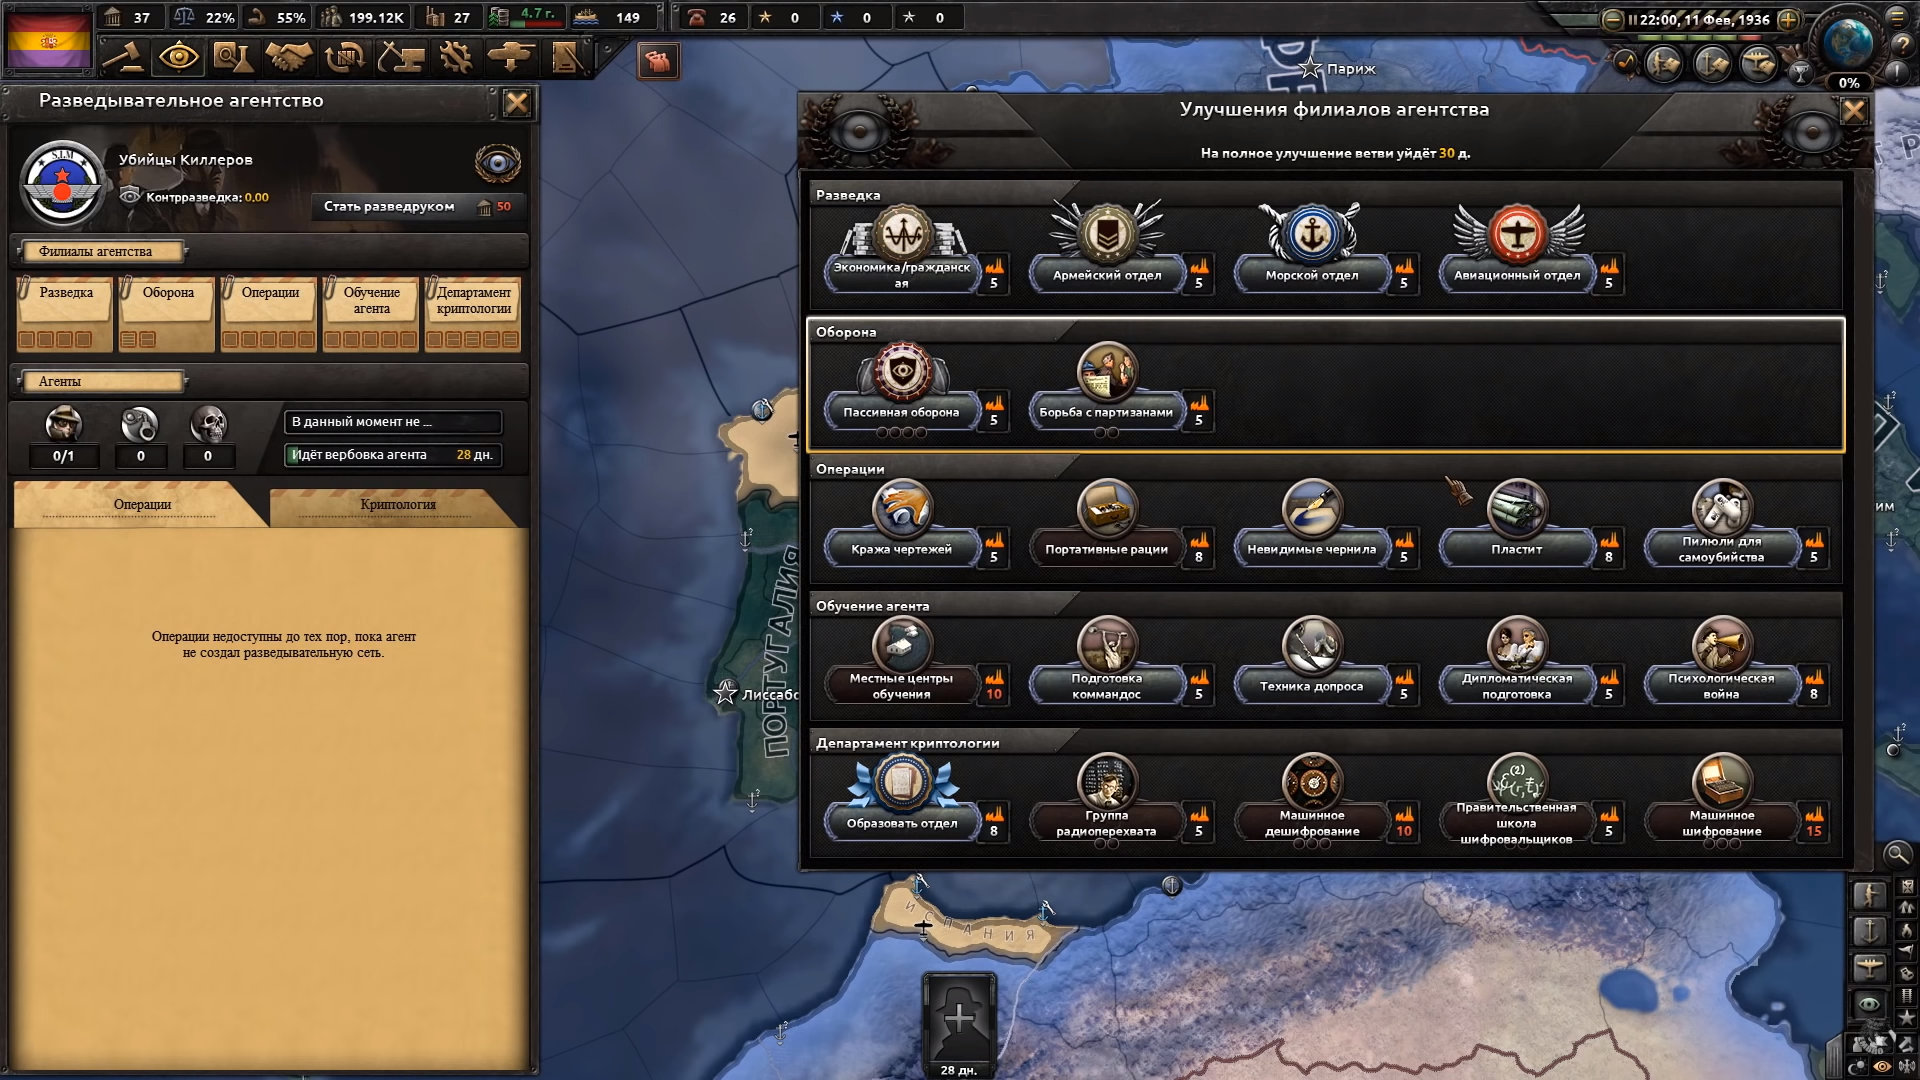 37
22%
55%
199.12K
27
4.7 г.
149
26
0
0
0
22:00, 11 Фев, 1936
0%
Разведывательное агентство
Убийцы Киллеров
S.I.M
Контрразведка: 0.00
Стать разведруком
50
Филиалы агентства
Разведка
Оборона
Операции
Обучение
агента
Департамент
криптологии
Агенты
0/1
0
0
В данный момент не ...
Идёт вербовка агента
28 дн.
Операции
Криптология
Операции недоступны до тех пор, пока агент
не создал разведывательную сеть.
Париж
Лиссабо
ПОРТУГАЛИЯ
ИСПАНИЯ
28 дн.
Улучшения филиалов агентства
На полное улучшение ветви уйдёт 30 д.
Разведка
Экономика/гражданск
ая
5
Армейский отдел
5
Морской отдел
5
Авиационный отдел
5
Оборона
Пассивная оборона
5
Борьба с партизанами
5
Операции
Кража чертежей
5
Портативные рации
8
Невидимые чернила
5
Пластит
8
Пилюли для
самоубийства
5
Обучение агента
Местные центры
обучения
10
Подготовка
коммандос
5
Техника допроса
5
Дипломатическая
подготовка
5
Психологическая
война
8
Департамент криптологии
Образовать отдел
8
Группа
радиоперехвата
5
Машинное
дешифрование
10
Правительственная
школа
шифровальщиков
5
Машинное
шифрование
15
им